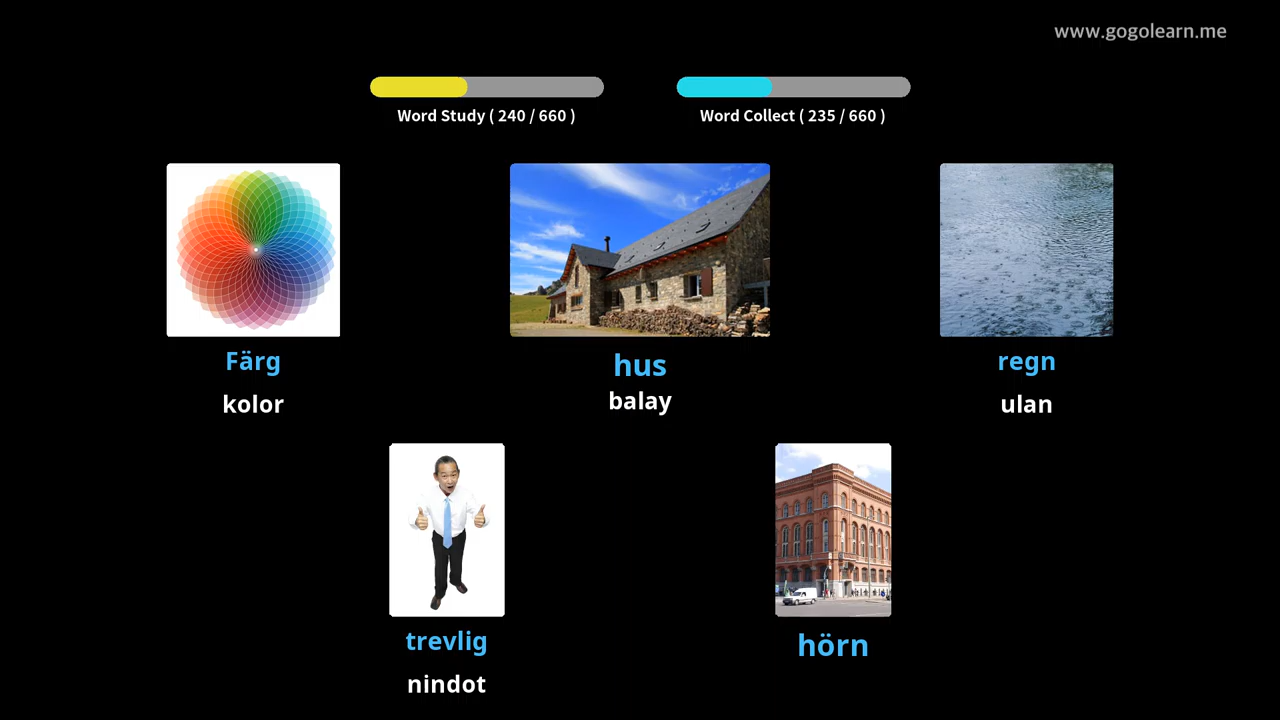 www.gogolearn.me
Word Study ( 240 / 660 )
Word Collect ( 235 / 660 )
Färg
hus
regn
kolor
balay
ulan
trevlig
hörn
nindot